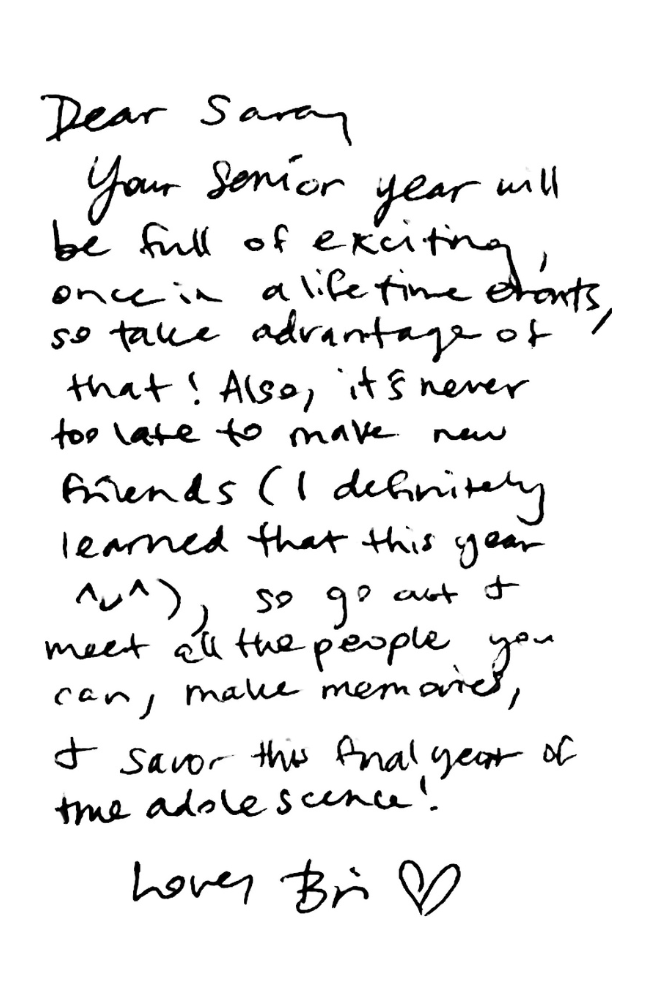 Dear Saray
Your Senior year will
be full of exciting,
once in a lifetime events,
so take advantage of
that! Also, it's never
too late to make new
friends (I definitely
learned that this year
^u^), so go out &
meet all the people you
can, make memories,
& savor this final year of
true adolescence!
Love, Bri ♡